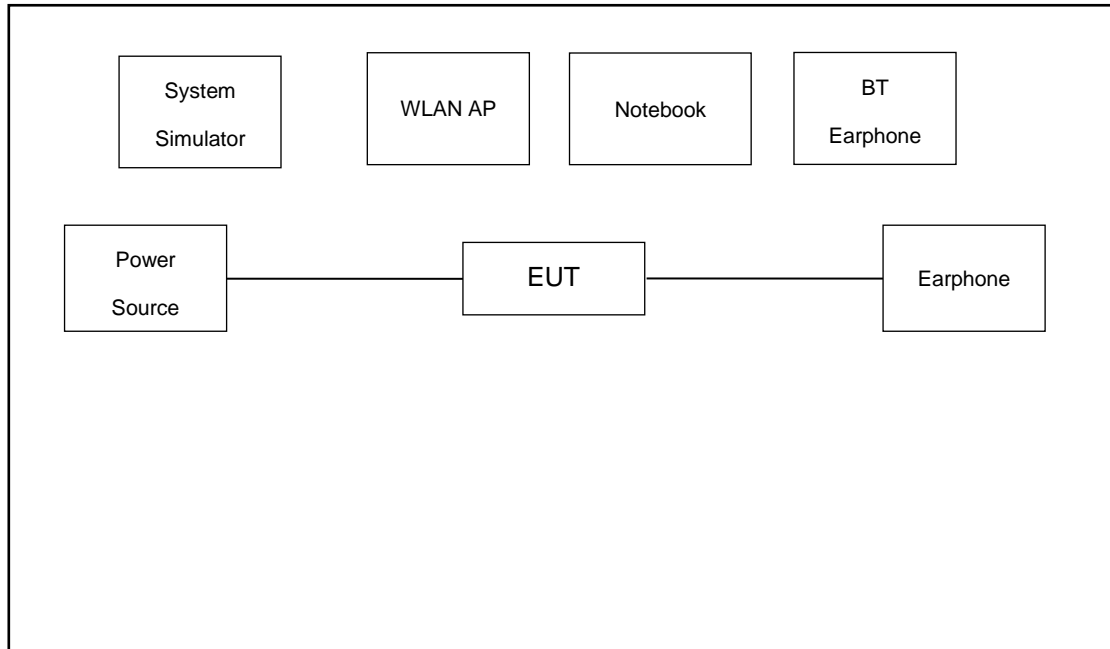 System
Simulator
WLAN AP
Notebook
BT
Earphone
Power
Source
EUT
Earphone